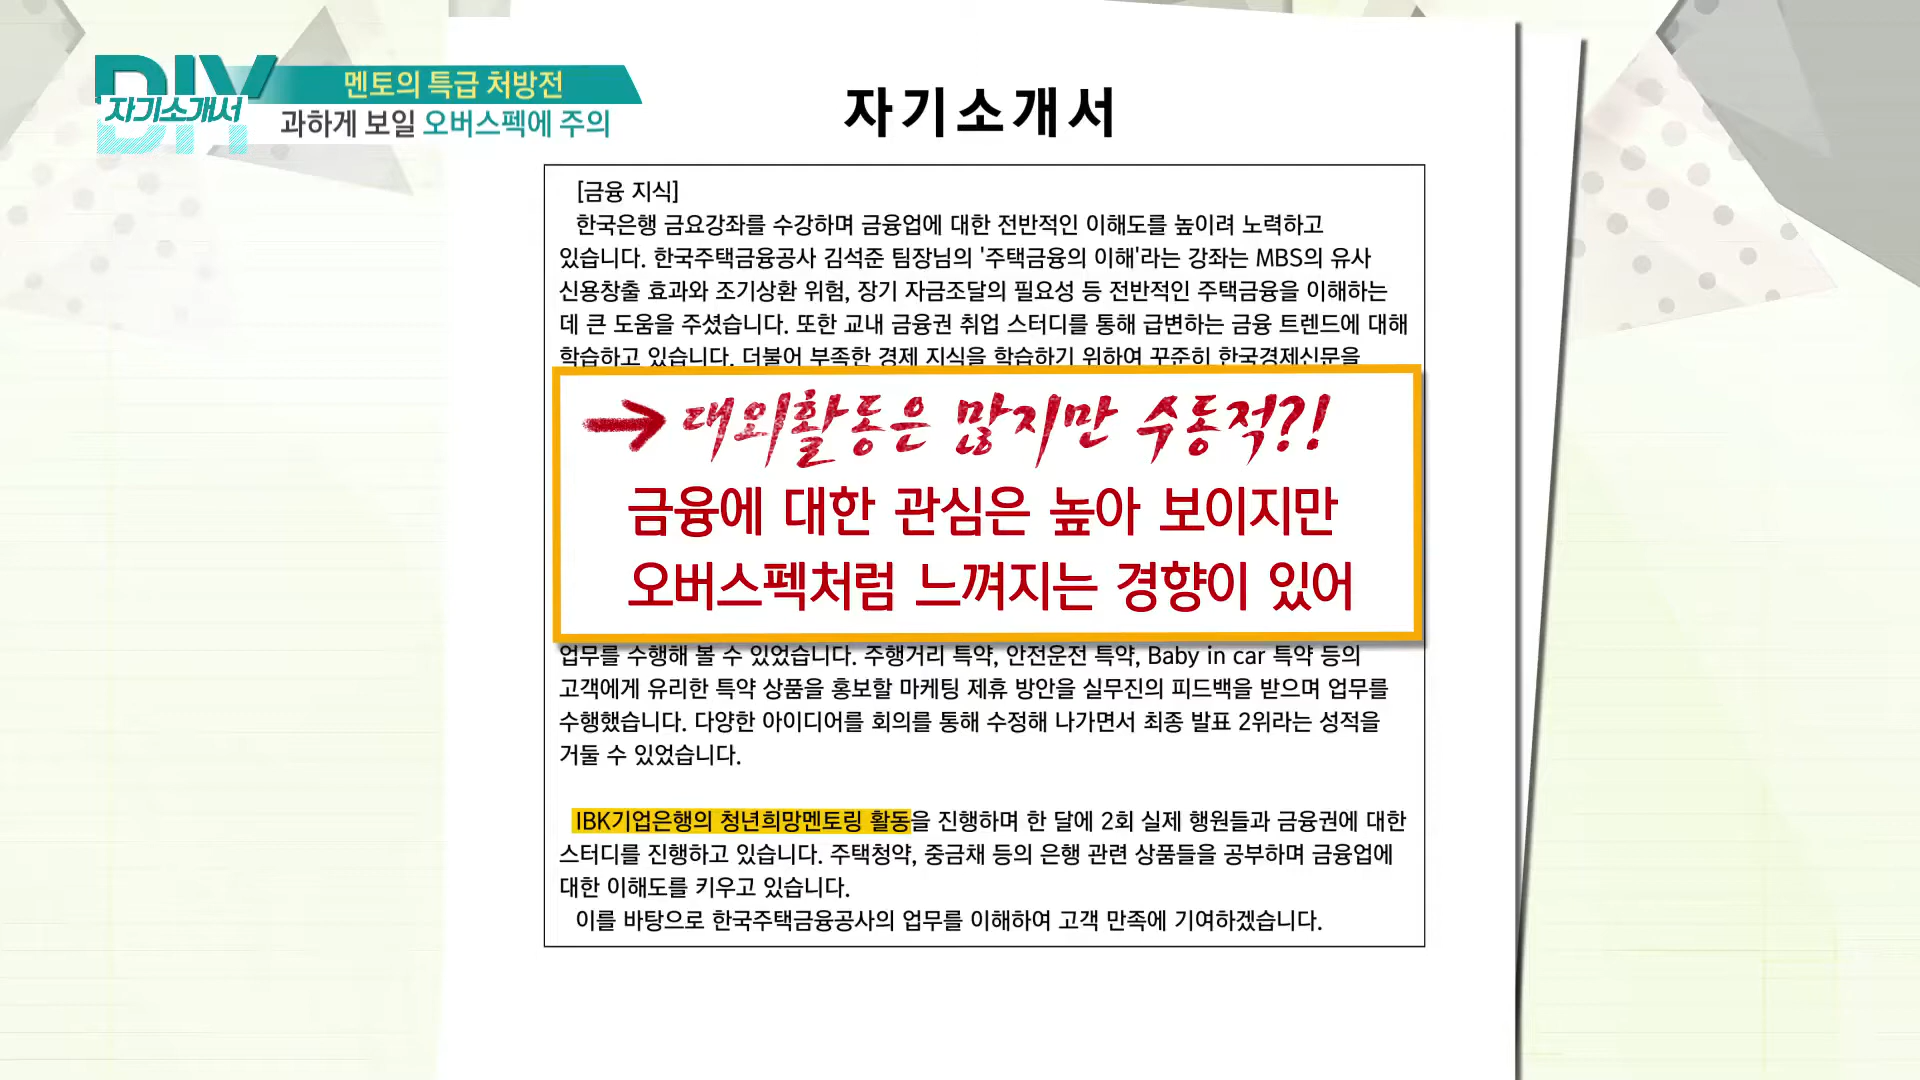 DIY
자기소개서
멘토의 특급 처방전
과하게 보일 오버스펙에 주의
자기소개서
[금융 지식]
한국은행 금요강좌를 수강하며 금융업에 대한 전반적인 이해도를 높이려 노력하고
있습니다. 한국주택금융공사 김석준 팀장님의 '주택금융의 이해'라는 강좌는 MBS의 유사
신용창출 효과와 조기상환 위험, 장기 자금조달의 필요성 등 전반적인 주택금융을 이해하는
데 큰 도움을 주셨습니다. 또한 교내 금융권 취업 스터디를 통해 급변하는 금융 트렌드에 대해
학습하고 있습니다. 더불어 부족한 경제 지식을 학습하기 위하여 꾸준히 한국경제신문을
→ 대외활동은 많지만 수동적?!
금융에 대한 관심은 높아 보이지만
오버스펙처럼 느껴지는 경향이 있어
업무를 수행해 볼 수 있었습니다. 주행거리 특약, 안전운전 특약, Baby in car 특약 등의
고객에게 유리한 특약 상품을 홍보할 마케팅 제휴 방안을 실무진의 피드백을 받으며 업무를
수행했습니다. 다양한 아이디어를 회의를 통해 수정해 나가면서 최종 발표 2위라는 성적을
거둘 수 있었습니다.
IBK기업은행의 청년희망멘토링 활동을 진행하며 한 달에 2회 실제 행원들과 금융권에 대한
스터디를 진행하고 있습니다. 주택청약, 중금채 등의 은행 관련 상품들을 공부하며 금융업에
대한 이해도를 키우고 있습니다.
이를 바탕으로 한국주택금융공사의 업무를 이해하여 고객 만족에 기여하겠습니다.